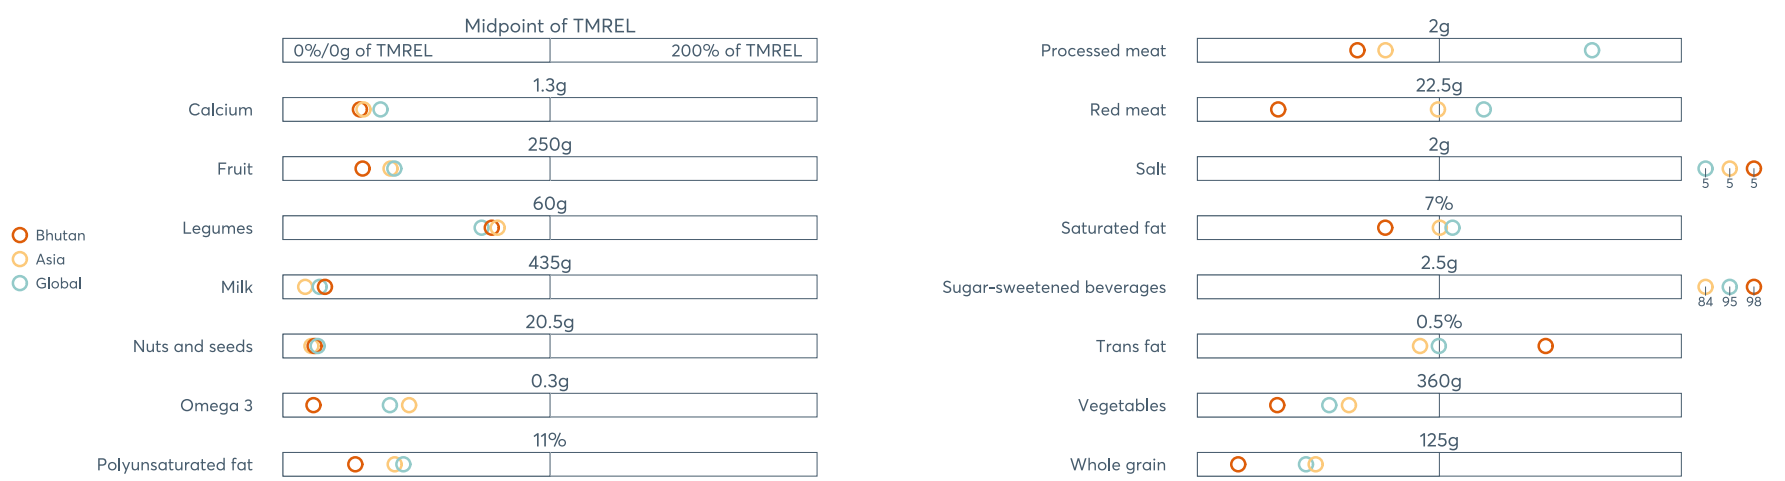 Midpoint of TMREL
0%/0g of TMREL 200% of TMREL
1.3g
Calcium
250g
Fruit
60g
Legumes
435g
Milk
20.5g
Nuts and seeds
0.3g
Omega 3
11%
Polyunsaturated fat
Bhutan
Asia
Global
2g
Processed meat
22.5g
Red meat
2g
Salt
5 5 5
7%
Saturated fat
2.5g
Sugar-sweetened beverages
84 95 98
0.5%
Trans fat
360g
Vegetables
125g
Whole grain